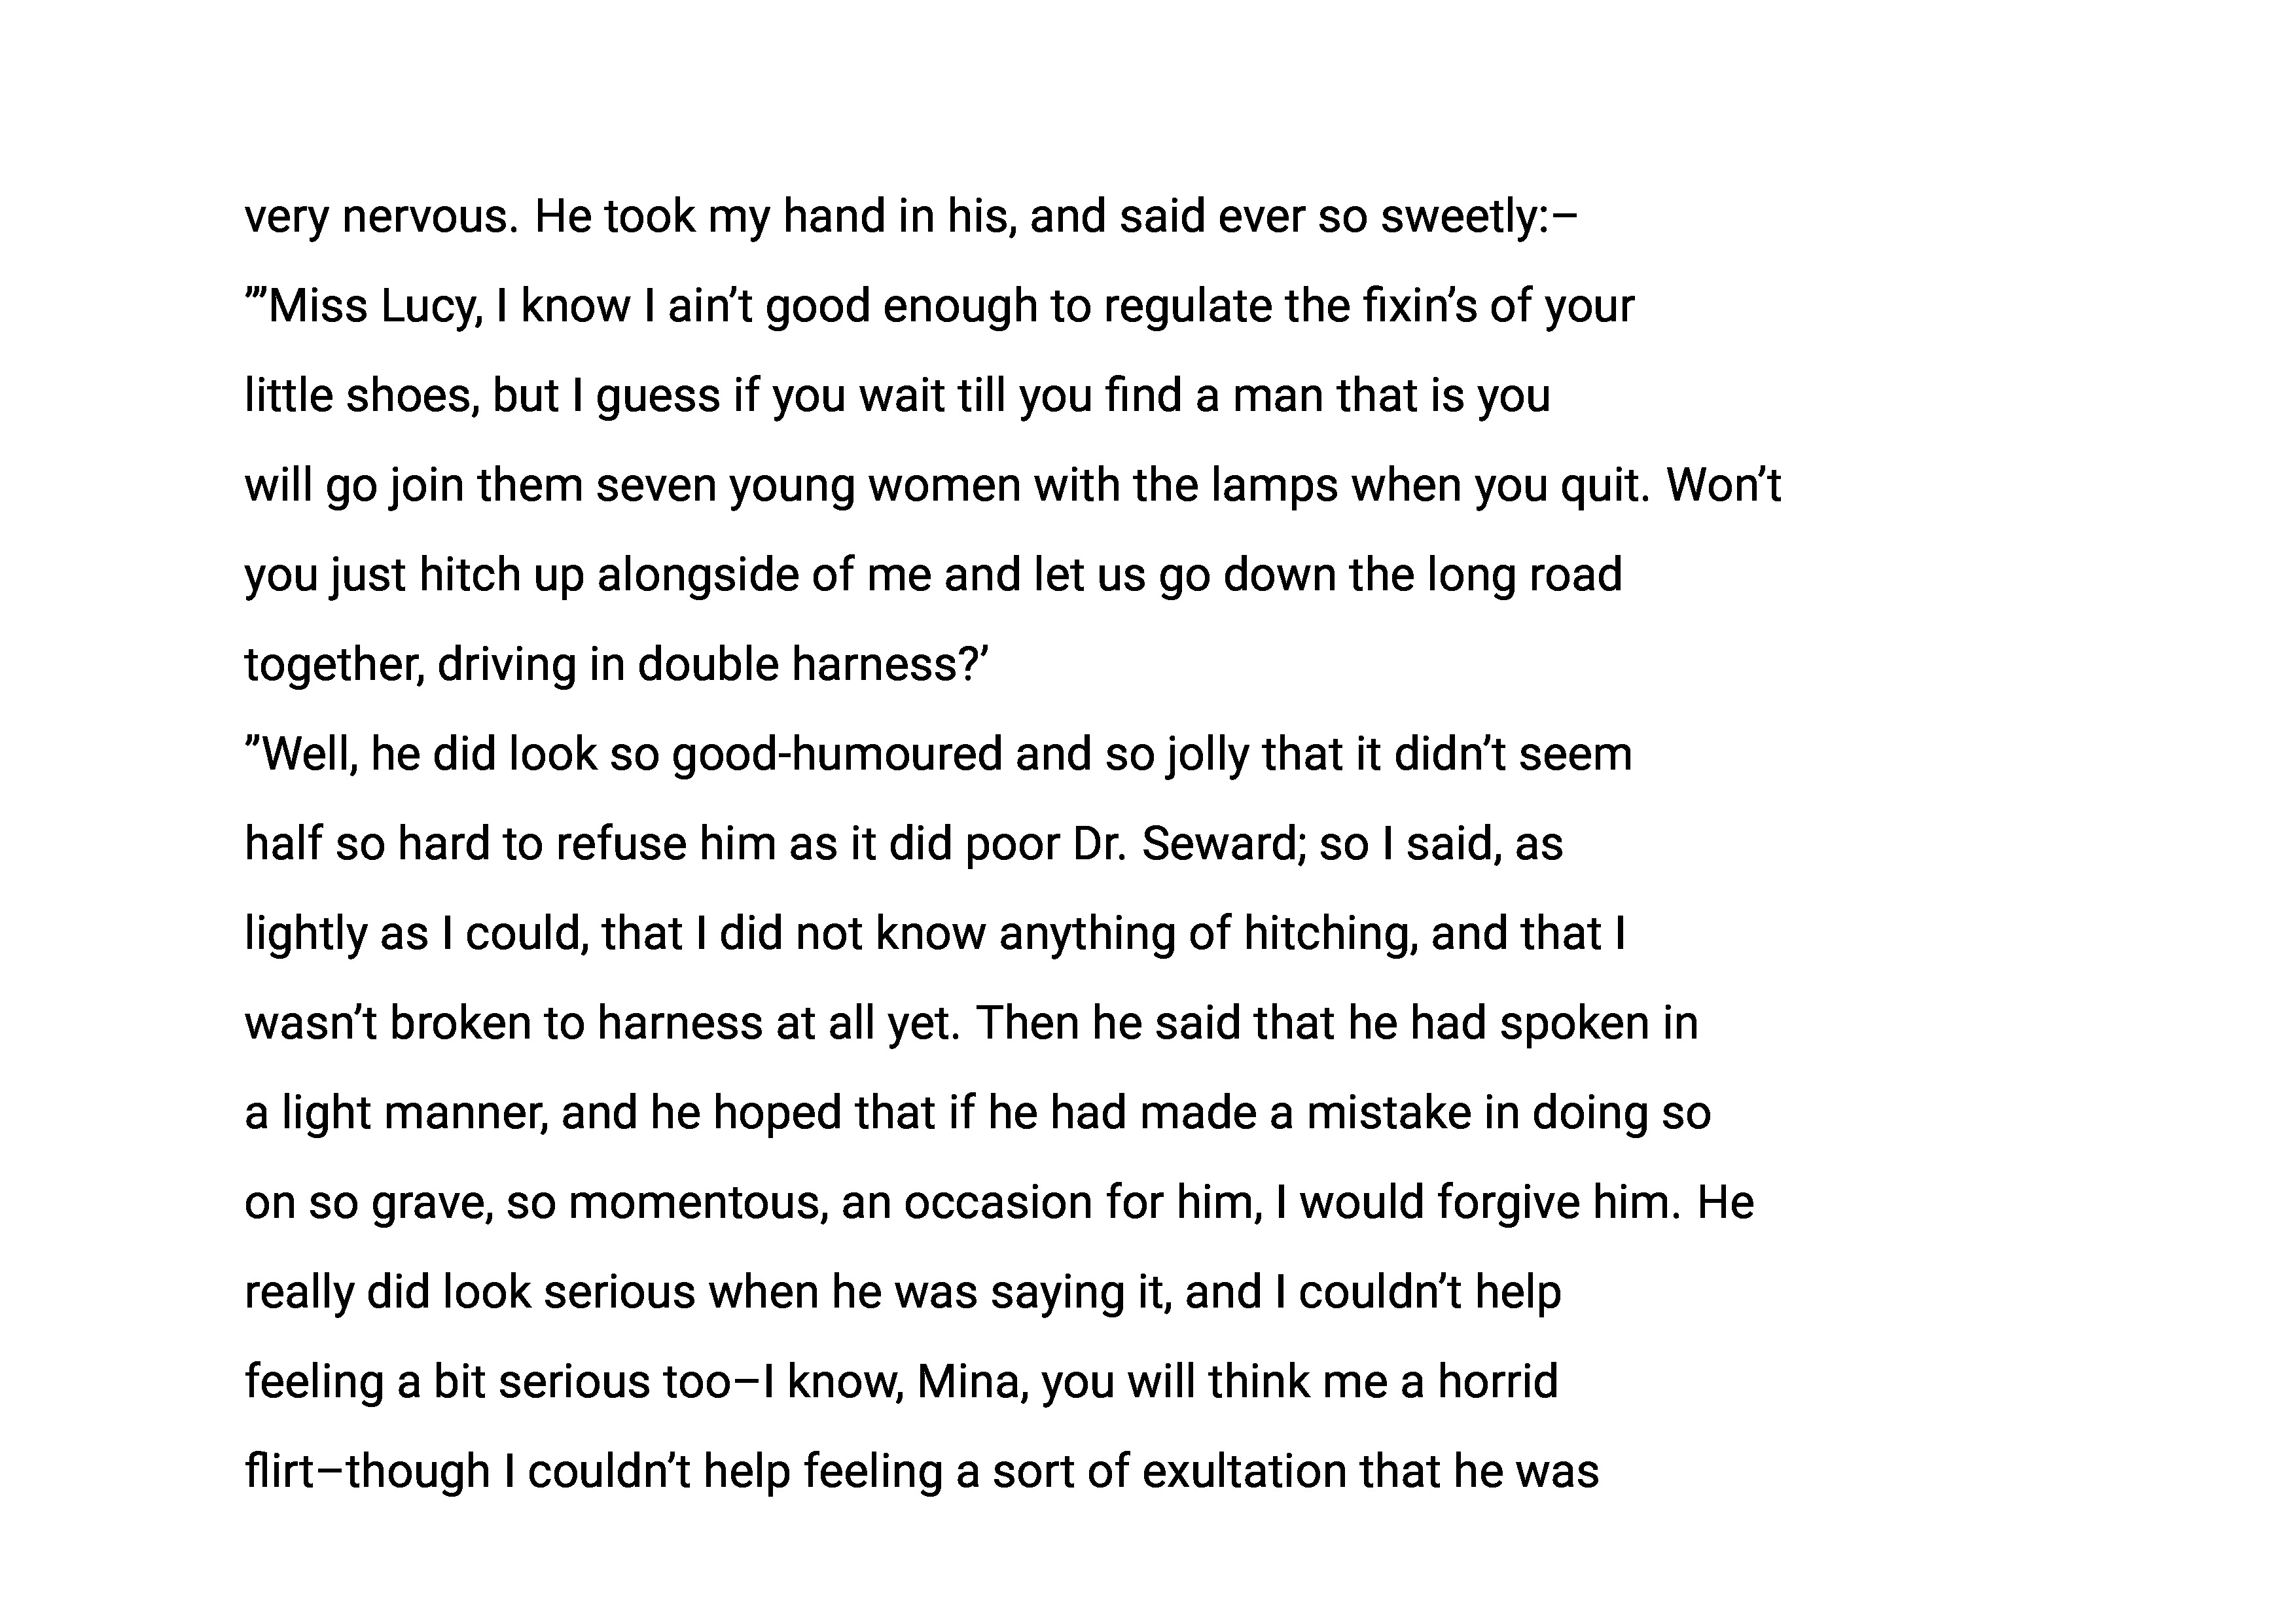 very nervous. He took my hand in his, and said ever so sweetly:–
”’Miss Lucy, I know I ain’t good enough to regulate the fixin’s of your
little shoes, but I guess if you wait till you find a man that is you
will go join them seven young women with the lamps when you quit. Won’t
you just hitch up alongside of me and let us go down the long road
together, driving in double harness?’
”Well, he did look so good-humoured and so jolly that it didn’t seem
half so hard to refuse him as it did poor Dr. Seward; so I said, as
lightly as I could, that I did not know anything of hitching, and that I
wasn’t broken to harness at all yet. Then he said that he had spoken in
a light manner, and he hoped that if he had made a mistake in doing so
on so grave, so momentous, an occasion for him, I would forgive him. He
really did look serious when he was saying it, and I couldn’t help
feeling a bit serious too–I know, Mina, you will think me a horrid
flirt–though I couldn’t help feeling a sort of exultation that he was